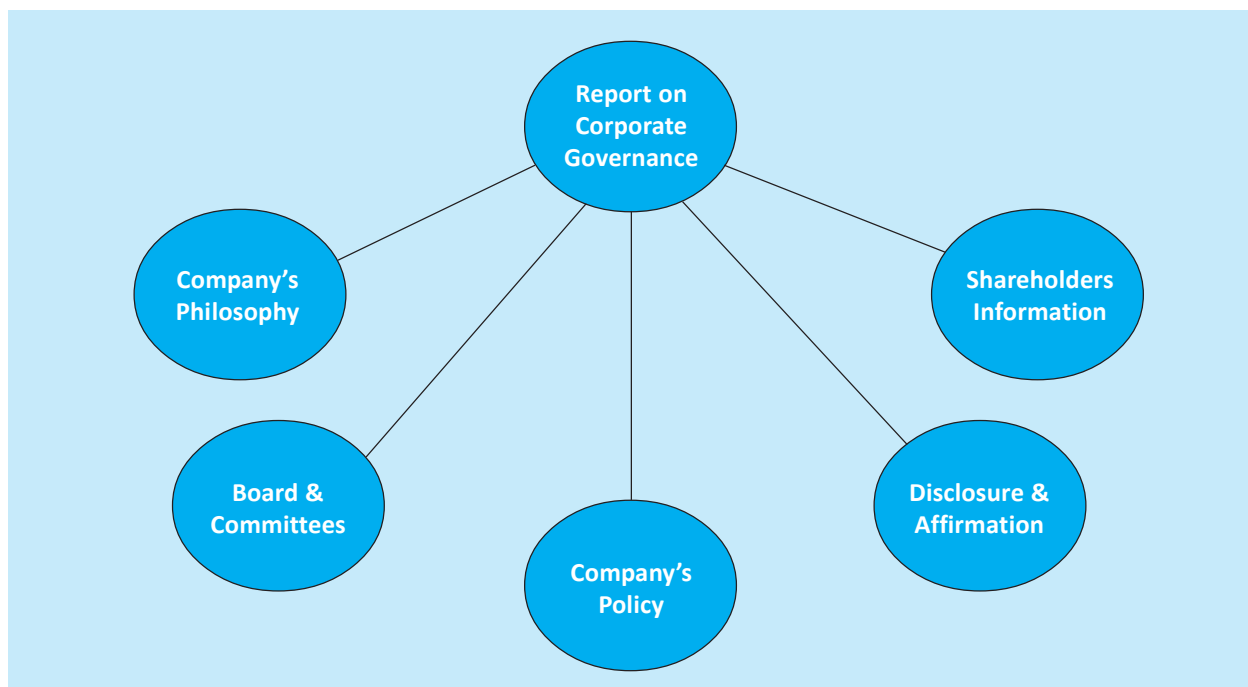 Report on
Corporate
Governance
Company’s
Philosophy
Shareholders
Information
Board &
Committees
Disclosure &
Affirmation
Company’s
Policy